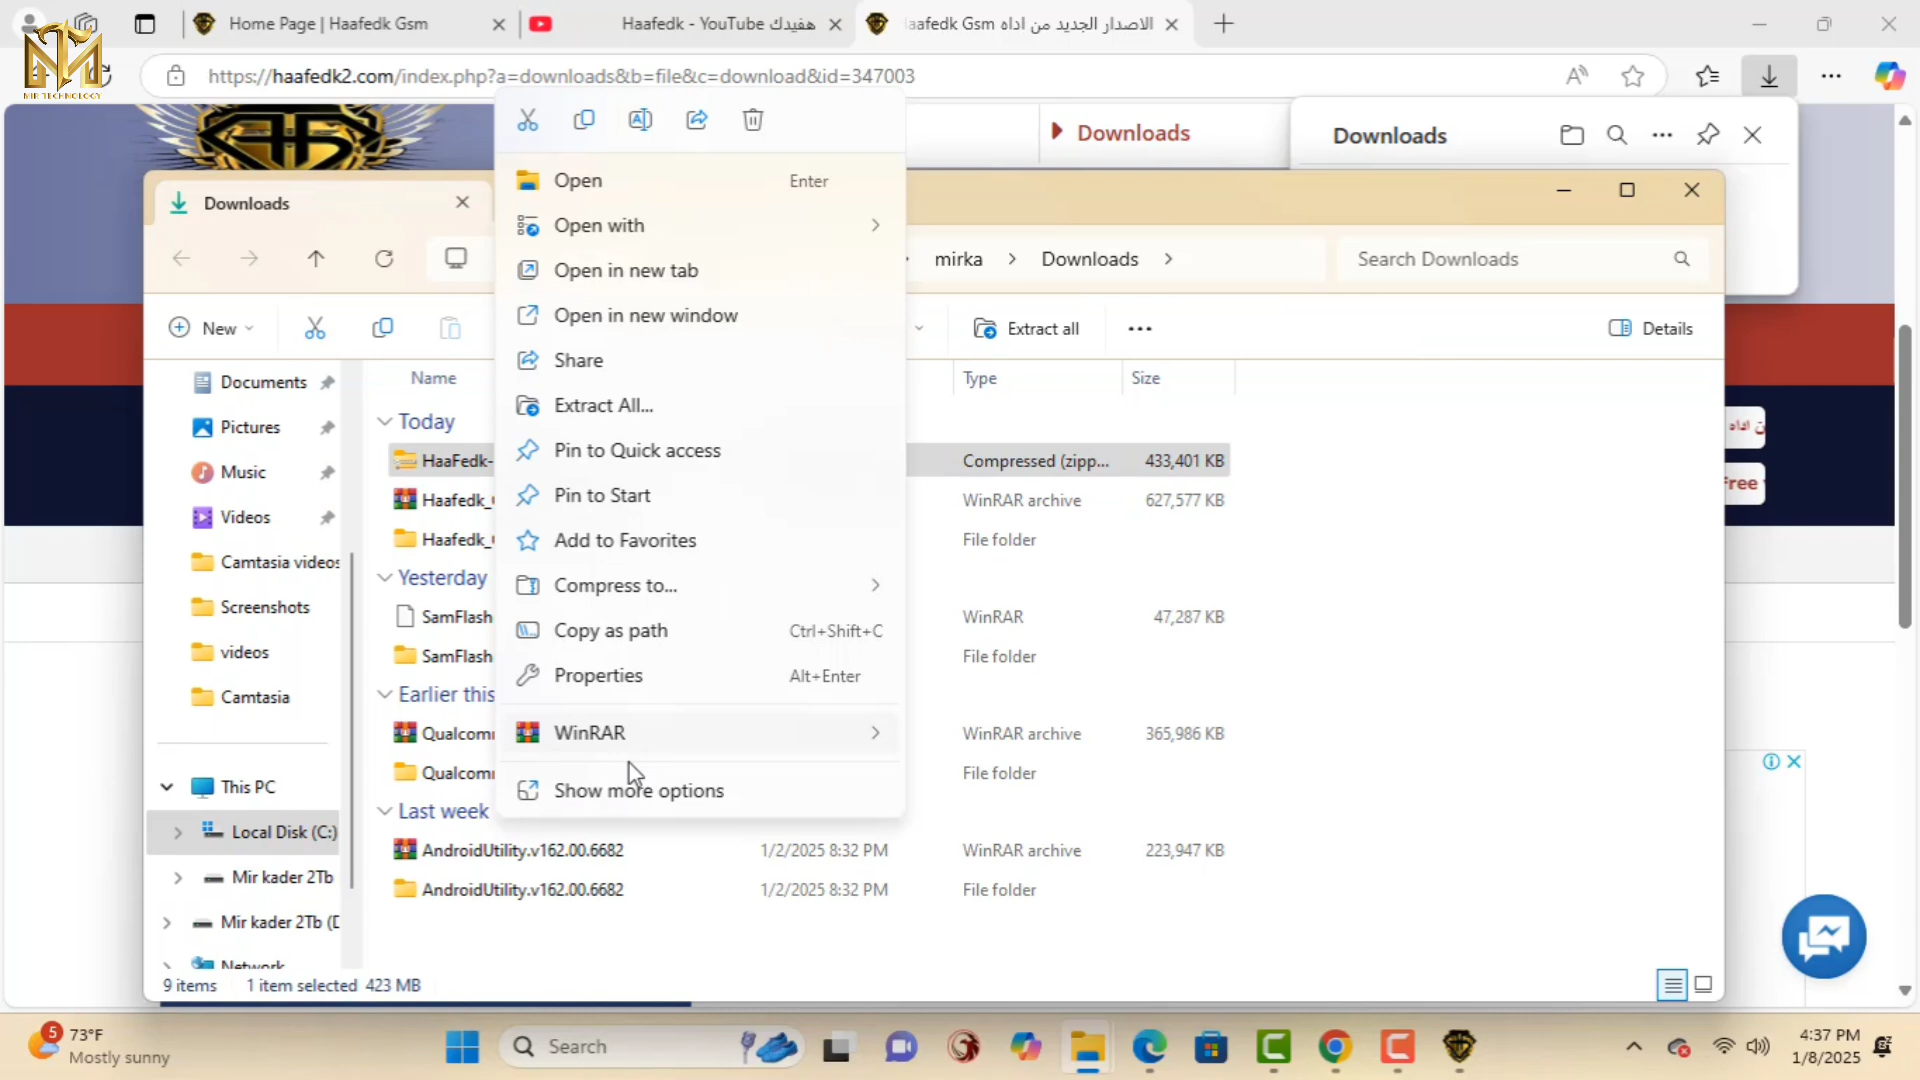 Home Page | Haafedk Gsm
Haafedk - YouTube هفيدك
الاصدار الجديد من اداه Haafedk Gsm
MIR TECHNOLOGY
https://haafedk2.com/index.php?a=downloads&b=file&c=download&id=347003
Downloads
Downloads
Downloads
Open Enter
Open with
Open in new tab
Open in new window
Share
Extract All...
Pin to Quick access
Pin to Start
Add to Favorites
Compress to...
Copy as path Ctrl+Shift+C
Properties Alt+Enter
WinRAR
Show more options
mirka Downloads
Search Downloads
New
Extract all
Details
Name Type Size
Documents
Pictures
Music
Videos
Camtasia videos
Screenshots
videos
Camtasia
This PC
Local Disk (C:)
Mir kader 2Tb
Mir kader 2Tb (D
Network
Today
HaaFedk- Compressed (zipp... 433,401 KB
Haafedk_ WinRAR archive 627,577 KB
Haafedk_ File folder
Yesterday
SamFlash WinRAR 47,287 KB
SamFlash File folder
Earlier this
Qualcom WinRAR archive 365,986 KB
Qualcom File folder
Last week
AndroidUtility.v162.00.6682 1/2/2025 8:32 PM WinRAR archive 223,947 KB
AndroidUtility.v162.00.6682 1/2/2025 8:32 PM File folder
9 items 1 item selected 423 MB
ن اداه
Free
5
73°F
Mostly sunny
Search
4:37 PM
1/8/2025